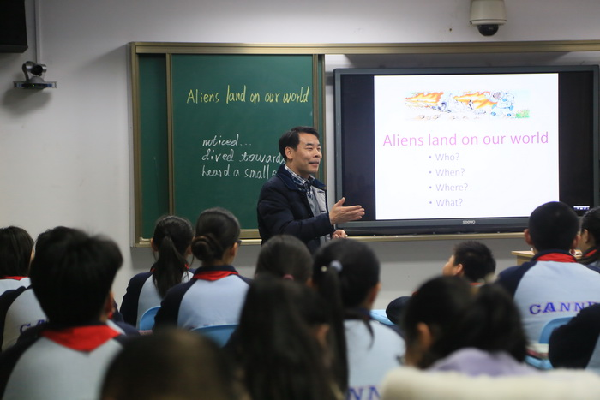 Aliens land on our world
noticed...
dived towards
heard small
Aliens land on our world
• Who?
• When ?
• Where?
• What?
CANNE